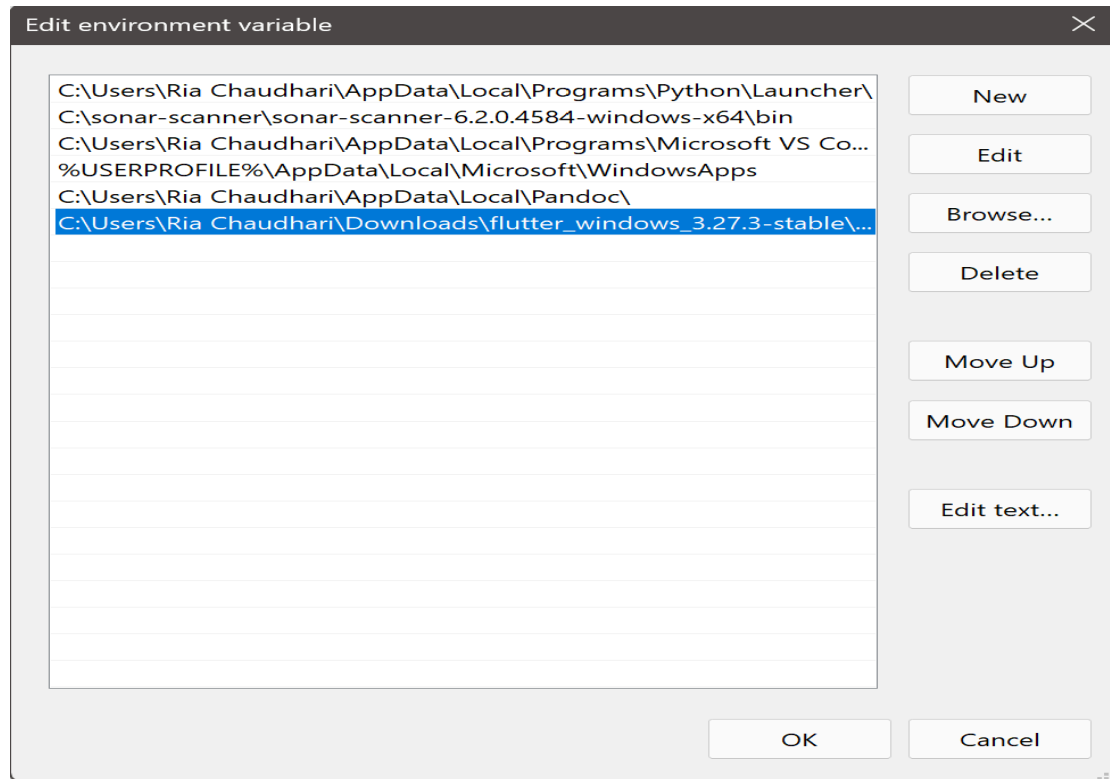 Edit environment variable
C:\Users\Ria Chaudhari\AppData\Local\Programs\Python\Launcher\
New
C:\sonar-scanner\sonar-scanner-6.2.0.4584-windows-x64\bin
C:\Users\Ria Chaudhari\AppData\Local\Programs\Microsoft VS Co...
Edit
%USERPROFILE%\AppData\Local\Microsoft\WindowsApps
C:\Users\Ria Chaudhari\AppData\Local\Pandoc\
Browse...
C:\Users\Ria Chaudhari\Downloads\flutter_windows_3.27.3-stable\...
Delete
Move Up
Move Down
Edit text...
OK
Cancel